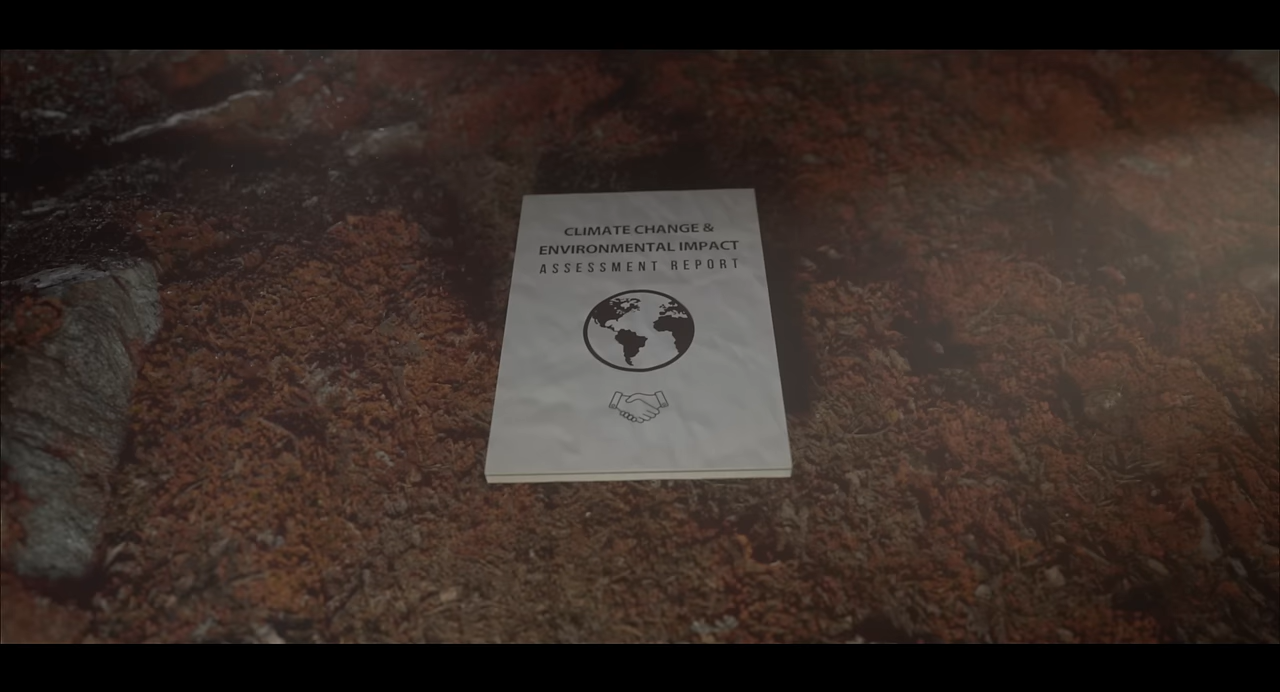 CLIMATE CHANGE &
ENVIRONMENTAL IMPACT
ASSESSMENT REPORT